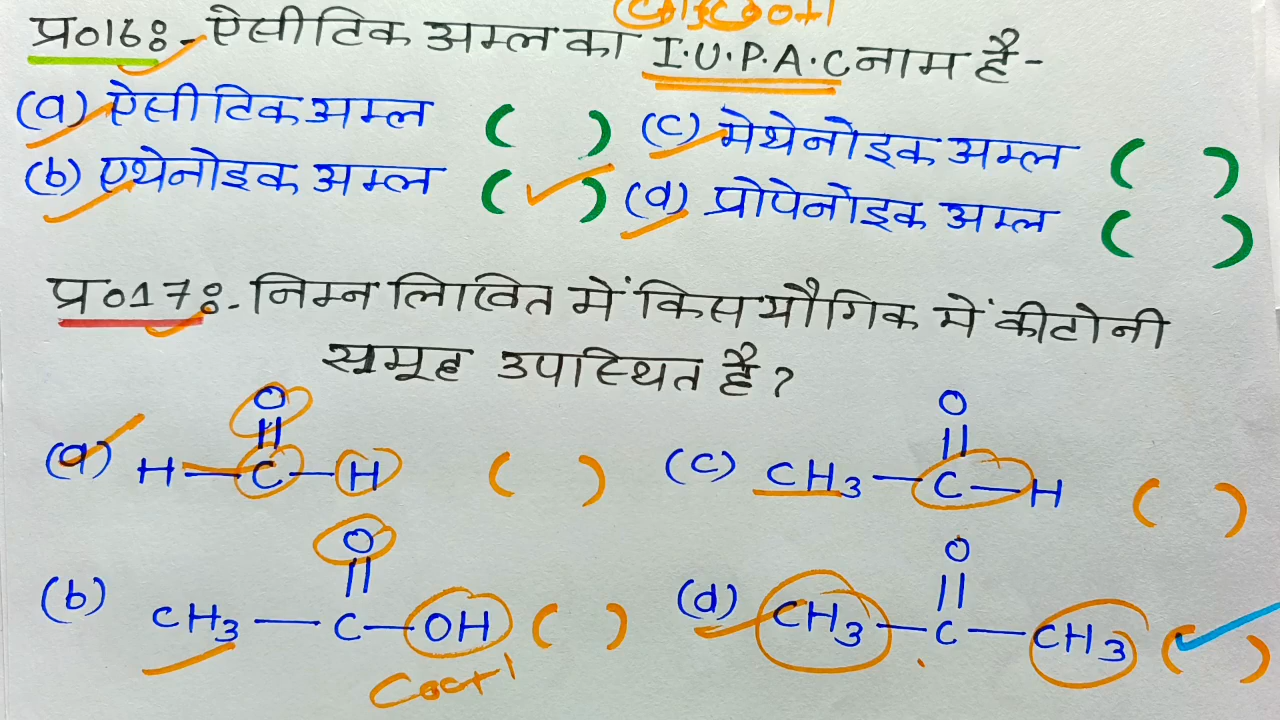 CH3COOH
प्र०16:- ऐसीटिक अम्ल का I.U.P.A.C नाम है-
(a) ऐसीटिक अम्ल ( ) (c) मेथेनोइक अम्ल ( )
(b) एथेनोइक अम्ल (✓) (d) प्रोपेनोइक अम्ल ( )
प्र०17:- निम्न लिखित में किस यौगिक में कीटोनी
समूह उपस्थित है?
O O
|| ||
(a) H—C—H ( ) (c) CH3—C—H ( )
O O
|| ||
(b) CH3—C—OH ( ) (d) CH3—C—CH3 (✓)
COOH